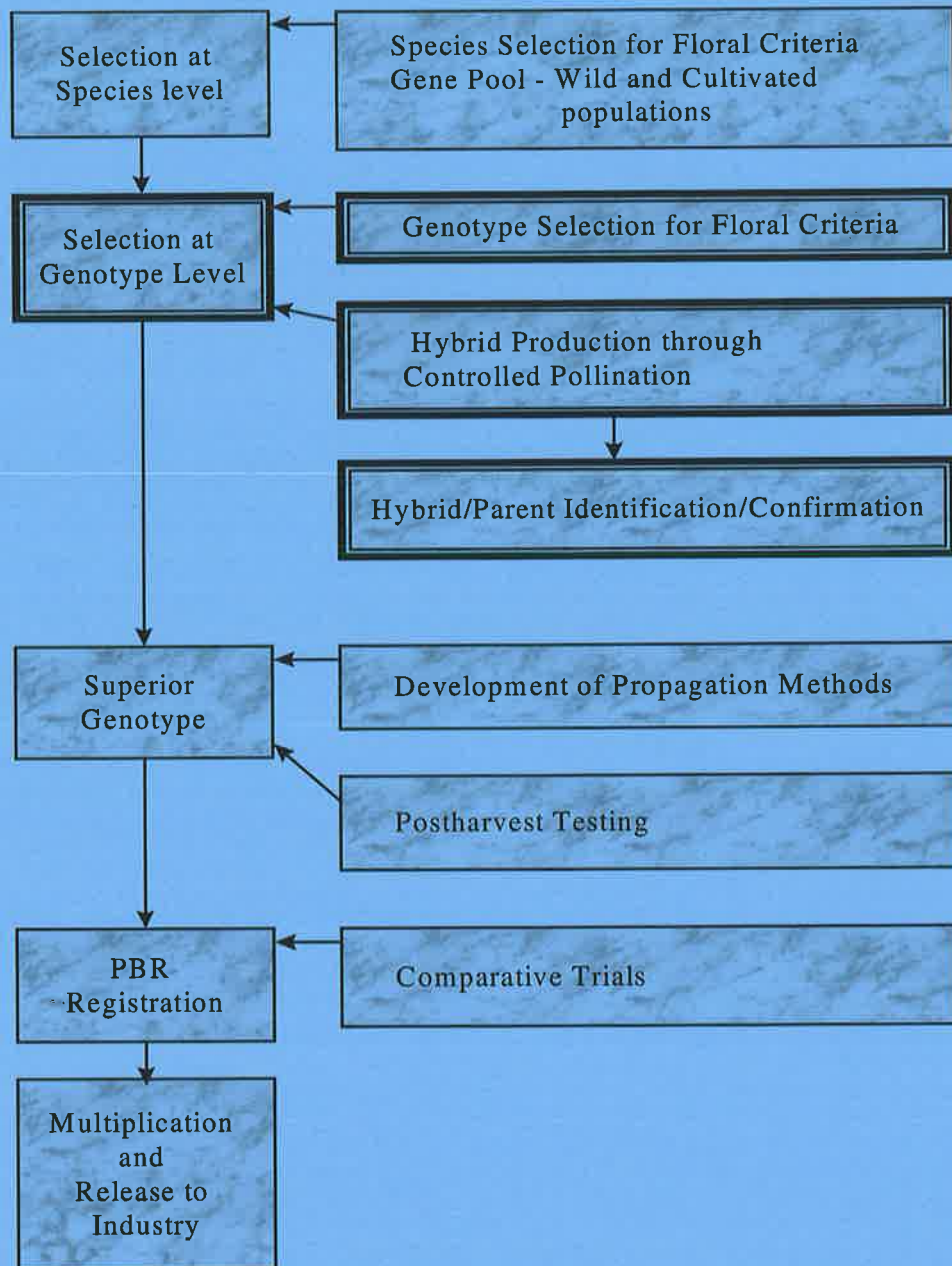 Selection at
Species level
Species Selection for Floral Criteria
Gene Pool - Wild and Cultivated
populations
Selection at
Genotype Level
Genotype Selection for Floral Criteria
Hybrid Production through
Controlled Pollination
Hybrid/Parent Identification/Confirmation
Superior
Genotype
Development of Propagation Methods
Postharvest Testing
PBR
Registration
Comparative Trials
Multiplication
and
Release to
Industry